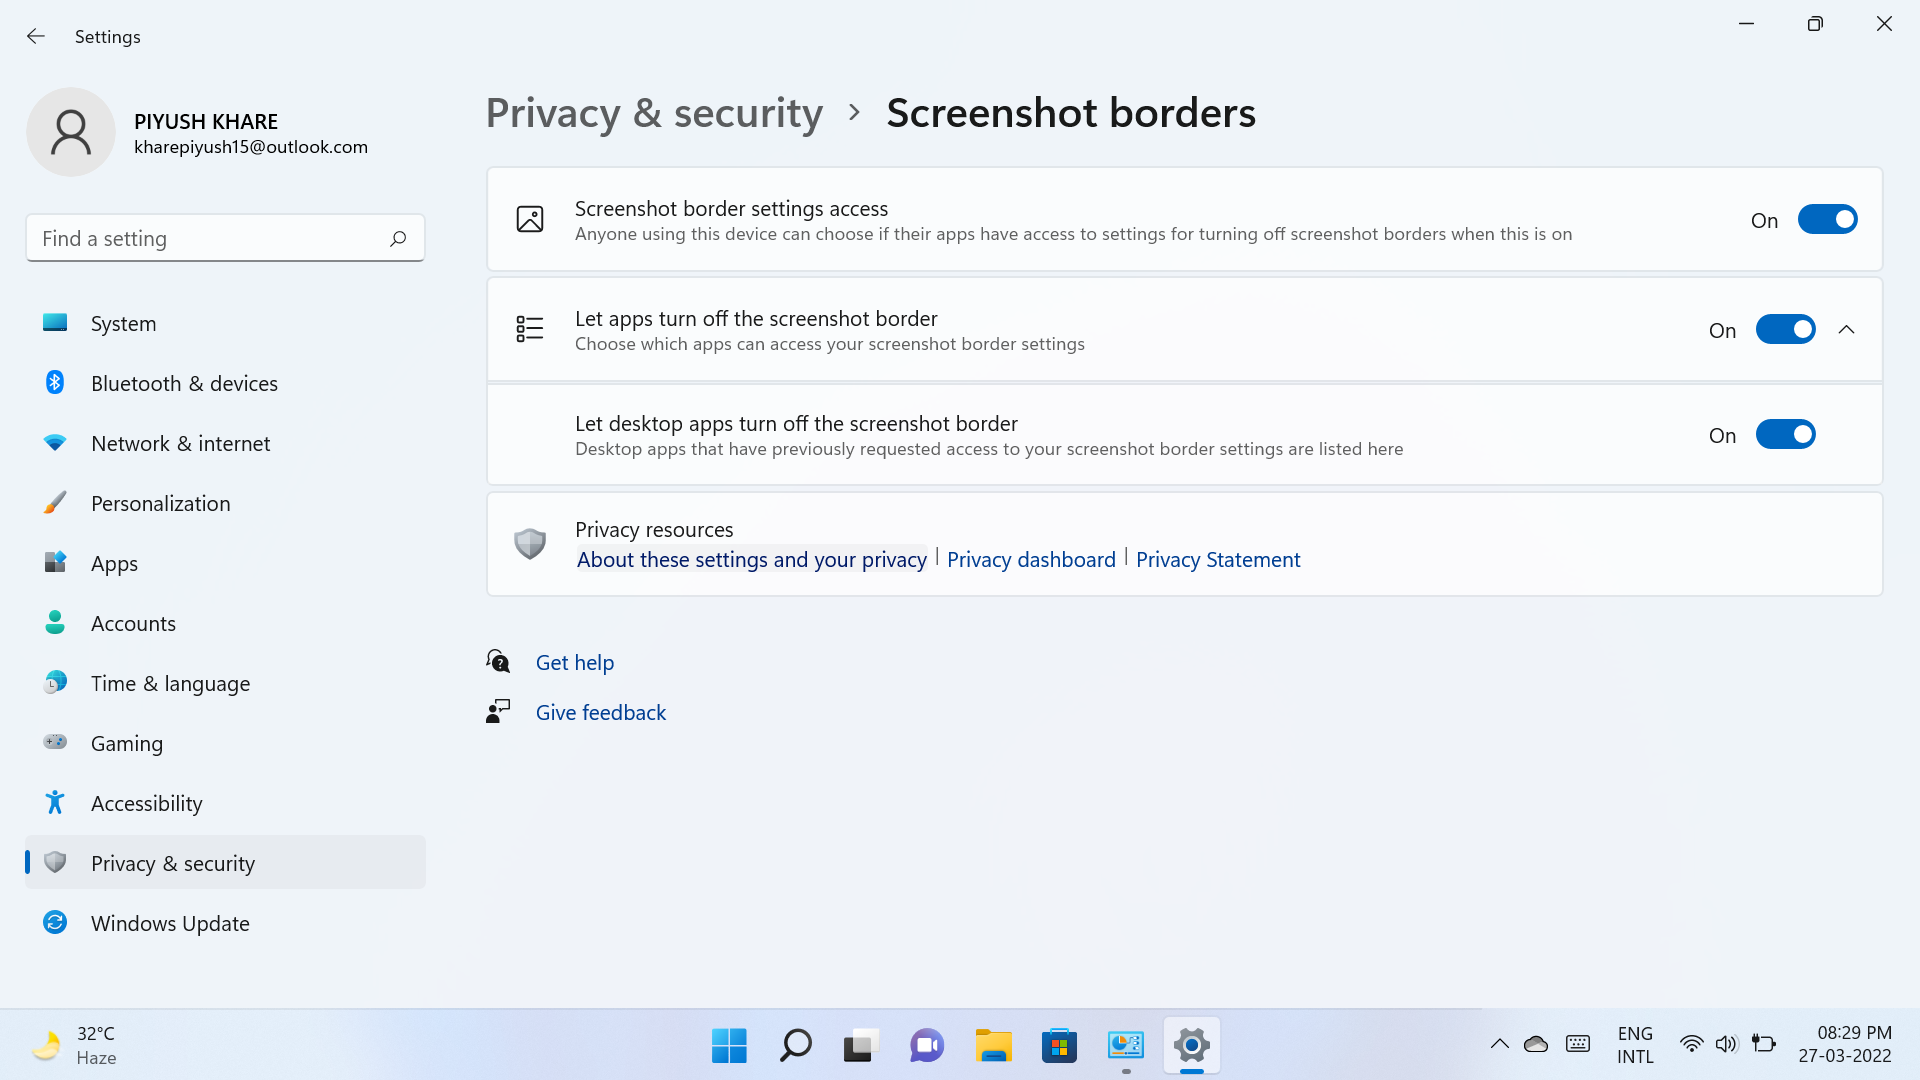 Settings
PIYUSH KHARE
kharepiyush15@outlook.com
Find a setting
System
Bluetooth & devices
Network & internet
Personalization
Apps
Accounts
Time & language
Gaming
Accessibility
Privacy & security
Windows Update
Privacy & security > Screenshot borders
Screenshot border settings access
Anyone using this device can choose if their apps have access to settings for turning off screenshot borders when this is on
On
Let apps turn off the screenshot border
Choose which apps can access your screenshot border settings
On
Let desktop apps turn off the screenshot border
Desktop apps that have previously requested access to your screenshot border settings are listed here
On
Privacy resources
About these settings and your privacy | Privacy dashboard | Privacy Statement
Get help
Give feedback
32°C
Haze
ENG
INTL
08:29 PM
27-03-2022